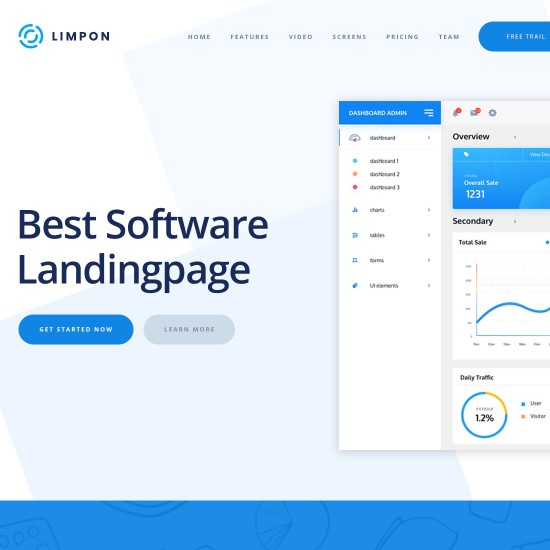 LIMPON
HOME FEATURES VIDEO SCREENS PRICING TEAM FREE TRAIL
Best Software
Landingpage
GET STARTED NOW LEARN MORE
DASHBOARD ADMIN
dashboard
dashboard 1
dashboard 2
dashboard 3
charts
tables
forms
UI elements
Overview
Overall Sale
1231
Secondary
Total Sale
Daily Traffic
increase
1.2%
User
Visitor